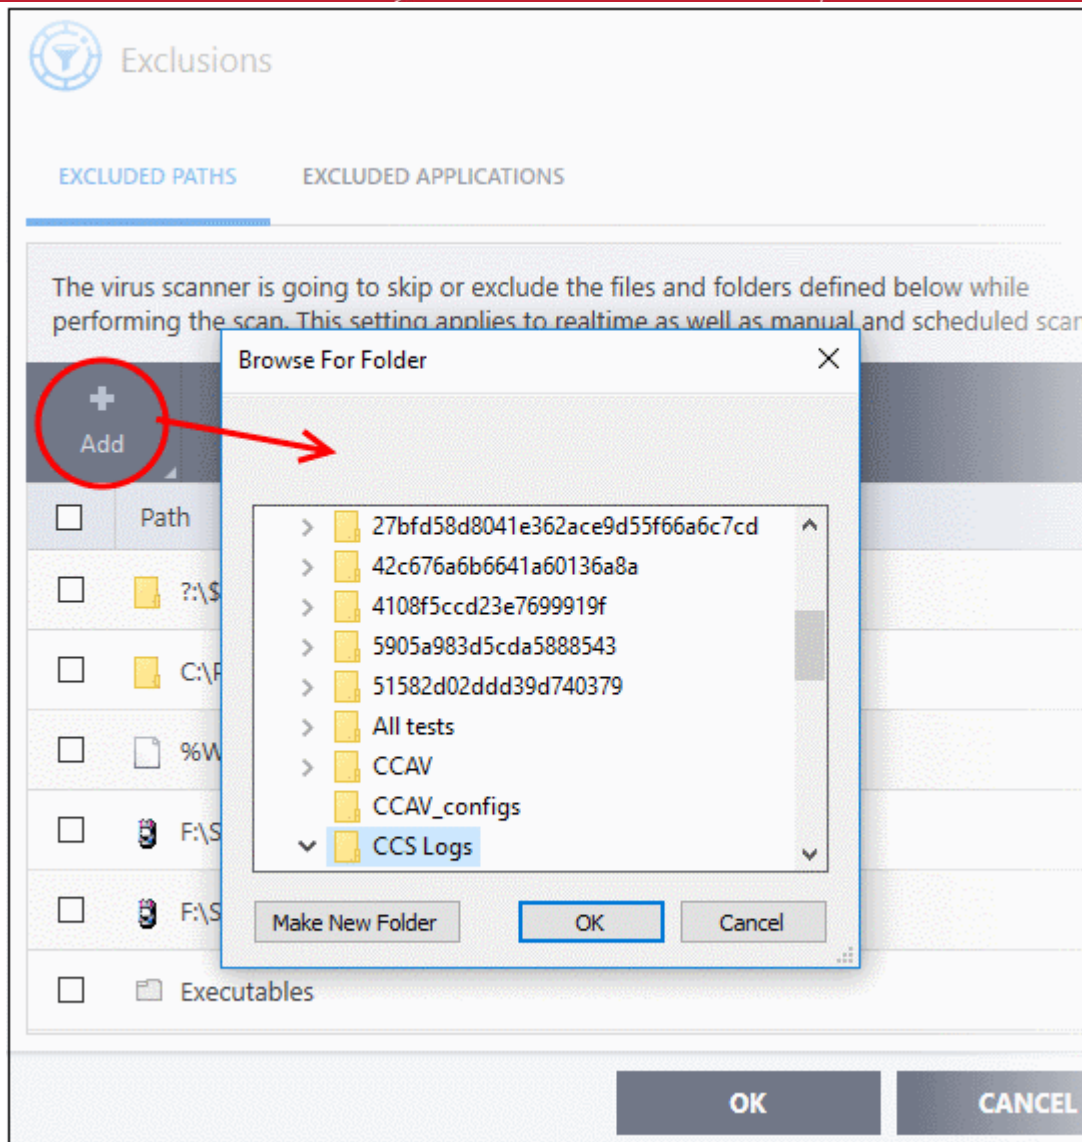 Exclusions
EXCLUDED PATHS
EXCLUDED APPLICATIONS
The virus scanner is going to skip or exclude the files and folders defined below while
performing the scan. This setting applies to realtime as well as manual and scheduled scan
Browse For Folder
Add
Path
27bfd58d8041e362ace9d55f66a6c7cd
42c676a6b6641a60136a8a
4108f5ccd23e7699919f
5905a983d5cda5888543
51582d02ddd39d740379
All tests
CCAV
CCAV_configs
CCS Logs
Make New Folder
OK
Cancel
?:\$
C:\P
%W
F:\S
F:\S
Executables
OK
CANCEL